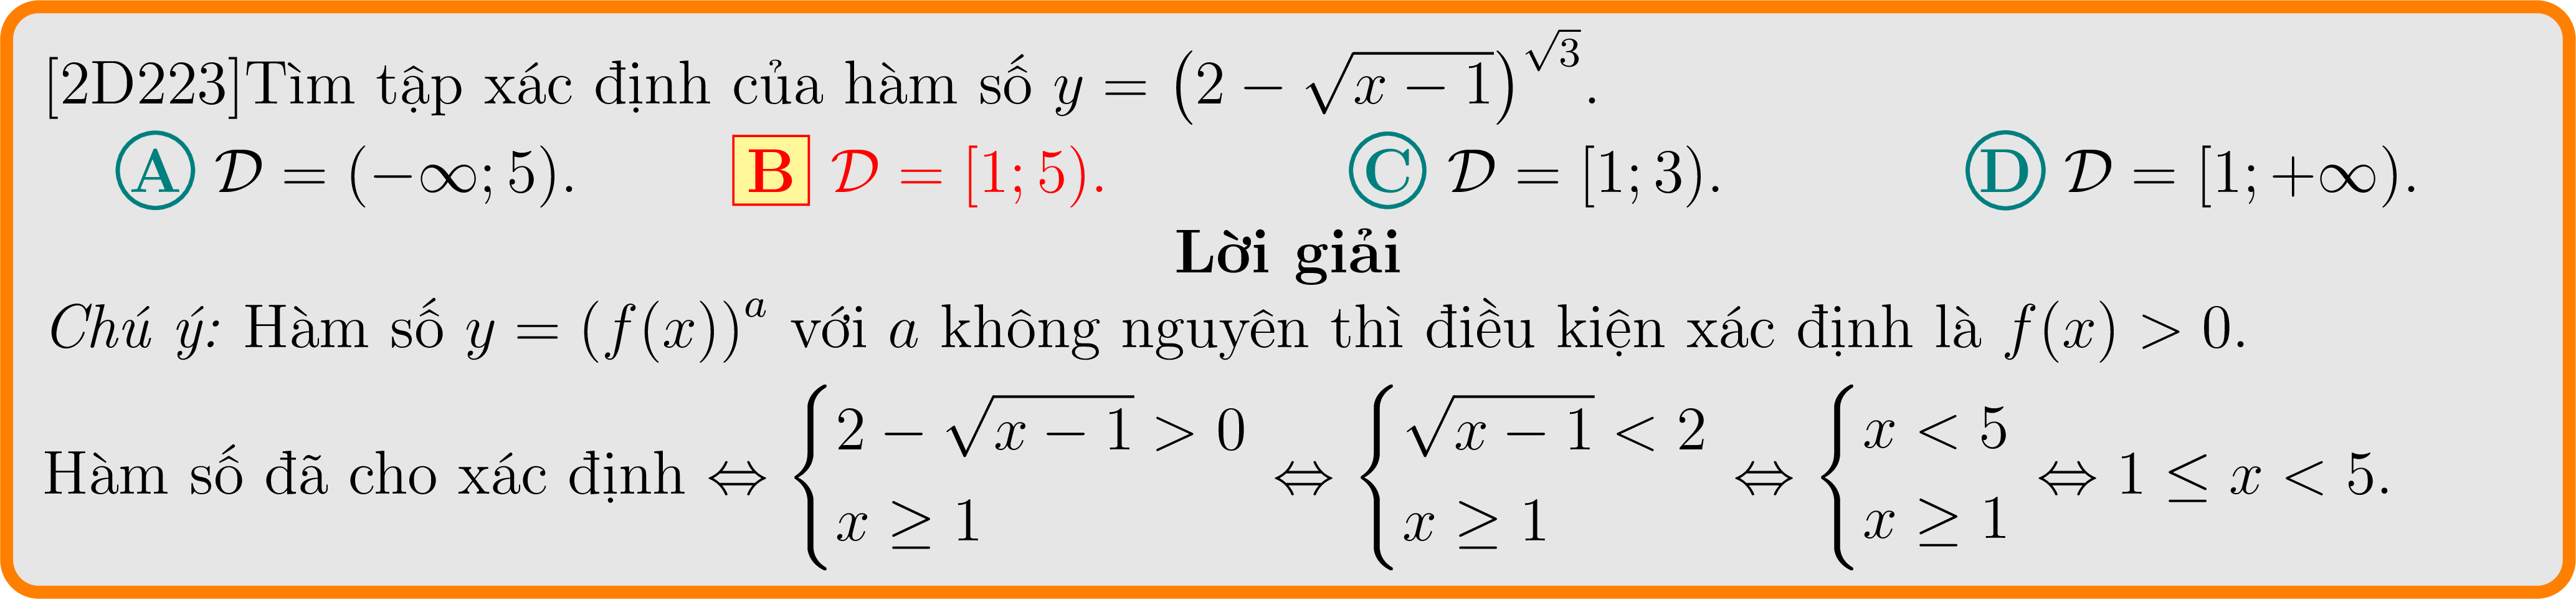 [2D223]Tìm tập xác định của hàm số $y = \left(2 - \sqrt{x-1}\right)^{\sqrt{3}}$.
Ⓐ $\mathcal{D} = (-\infty; 5)$. B $\mathcal{D} = [1; 5)$. Ⓒ $\mathcal{D} = [1; 3)$. Ⓓ $\mathcal{D} = [1; +\infty)$.
Lời giải
Chú ý: Hàm số $y = (f(x))^a$ với $a$ không nguyên thì điều kiện xác định là $f(x) > 0$.
Hàm số đã cho xác định $\Leftrightarrow \begin{cases} 2 - \sqrt{x-1} > 0 \\ x \geq 1 \end{cases} \Leftrightarrow \begin{cases} \sqrt{x-1} < 2 \\ x \geq 1 \end{cases} \Leftrightarrow \begin{cases} x < 5 \\ x \geq 1 \end{cases} \Leftrightarrow 1 \leq x < 5$.